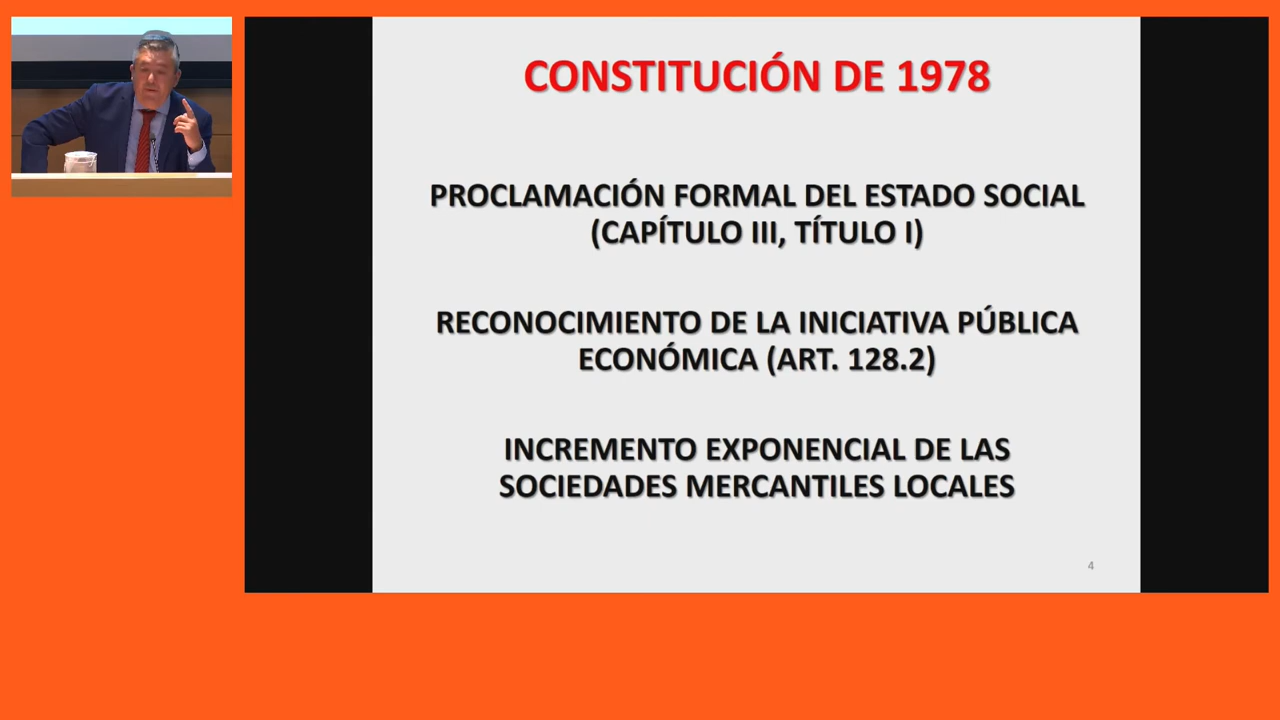 CONSTITUCIÓN DE 1978
PROCLAMACIÓN FORMAL DEL ESTADO SOCIAL
(CAPÍTULO III, TÍTULO I)
RECONOCIMIENTO DE LA INICIATIVA PÚBLICA
ECONÓMICA (ART. 128.2)
INCREMENTO EXPONENCIAL DE LAS
SOCIEDADES MERCANTILES LOCALES
4